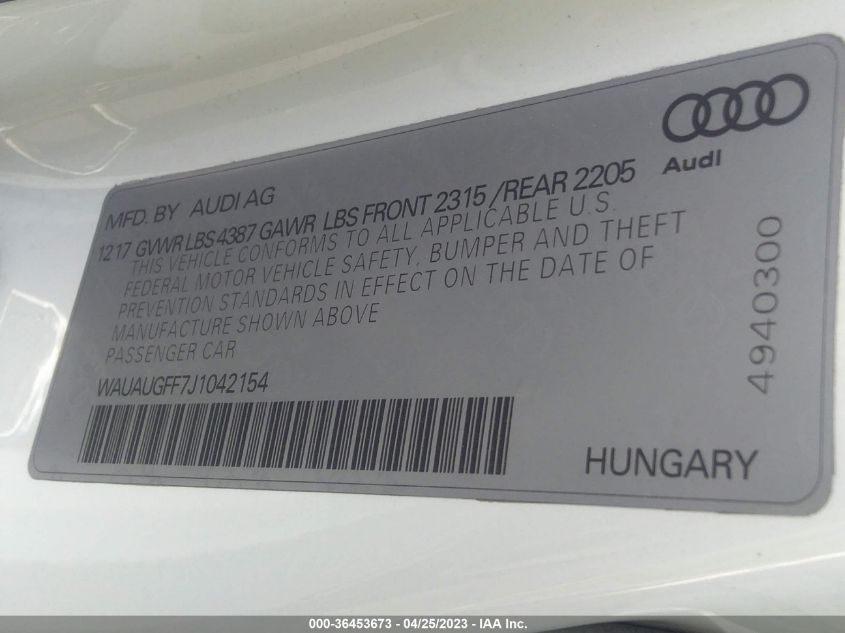 Audi
MFD. BY AUDI AG
12 17 GVWR LBS 4387 GAWR LBS FRONT 2315 / REAR 2205
THIS VEHICLE CONFORMS TO ALL APPLICABLE U.S.
FEDERAL MOTOR VEHICLE SAFETY, BUMPER AND THEFT
PREVENTION STANDARDS IN EFFECT ON THE DATE OF
MANUFACTURE SHOWN ABOVE
PASSENGER CAR
WAUAUGFF7J1042154
4940300
HUNGARY
000-36453673 - 04/25/2023 - IAA Inc.